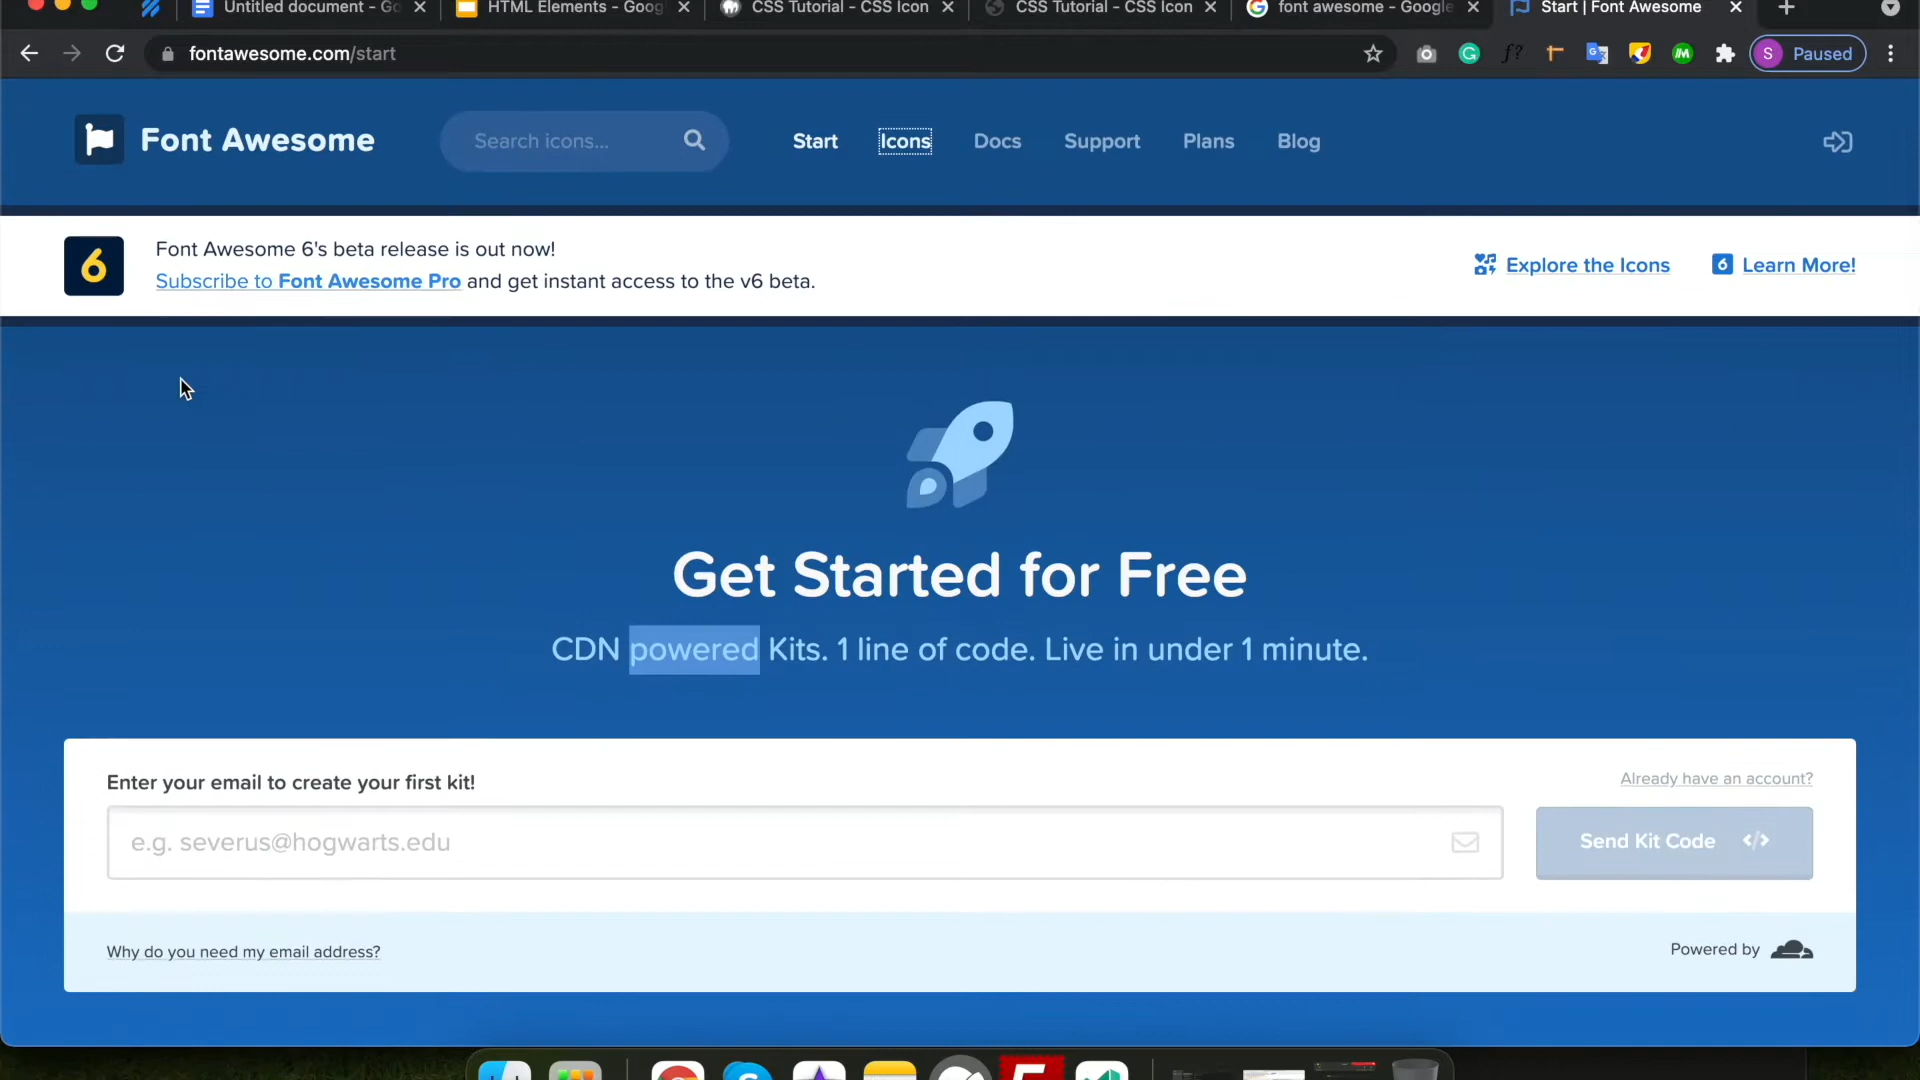 Untitled document - Go
HTML Elements - Goog
CSS Tutorial - CSS Icon
CSS Tutorial - CSS Icon
font awesome - Google
Start | Font Awesome
fontawesome.com/start
S Paused
Font Awesome
Search icons...
Start
Icons
Docs
Support
Plans
Blog
6
Font Awesome 6's beta release is out now!
Subscribe to Font Awesome Pro and get instant access to the v6 beta.
Explore the Icons
6 Learn More!
Get Started for Free
CDN powered Kits. 1 line of code. Live in under 1 minute.
Enter your email to create your first kit!
Already have an account?
e.g. severus@hogwarts.edu
Send Kit Code </>
Why do you need my email address?
Powered by